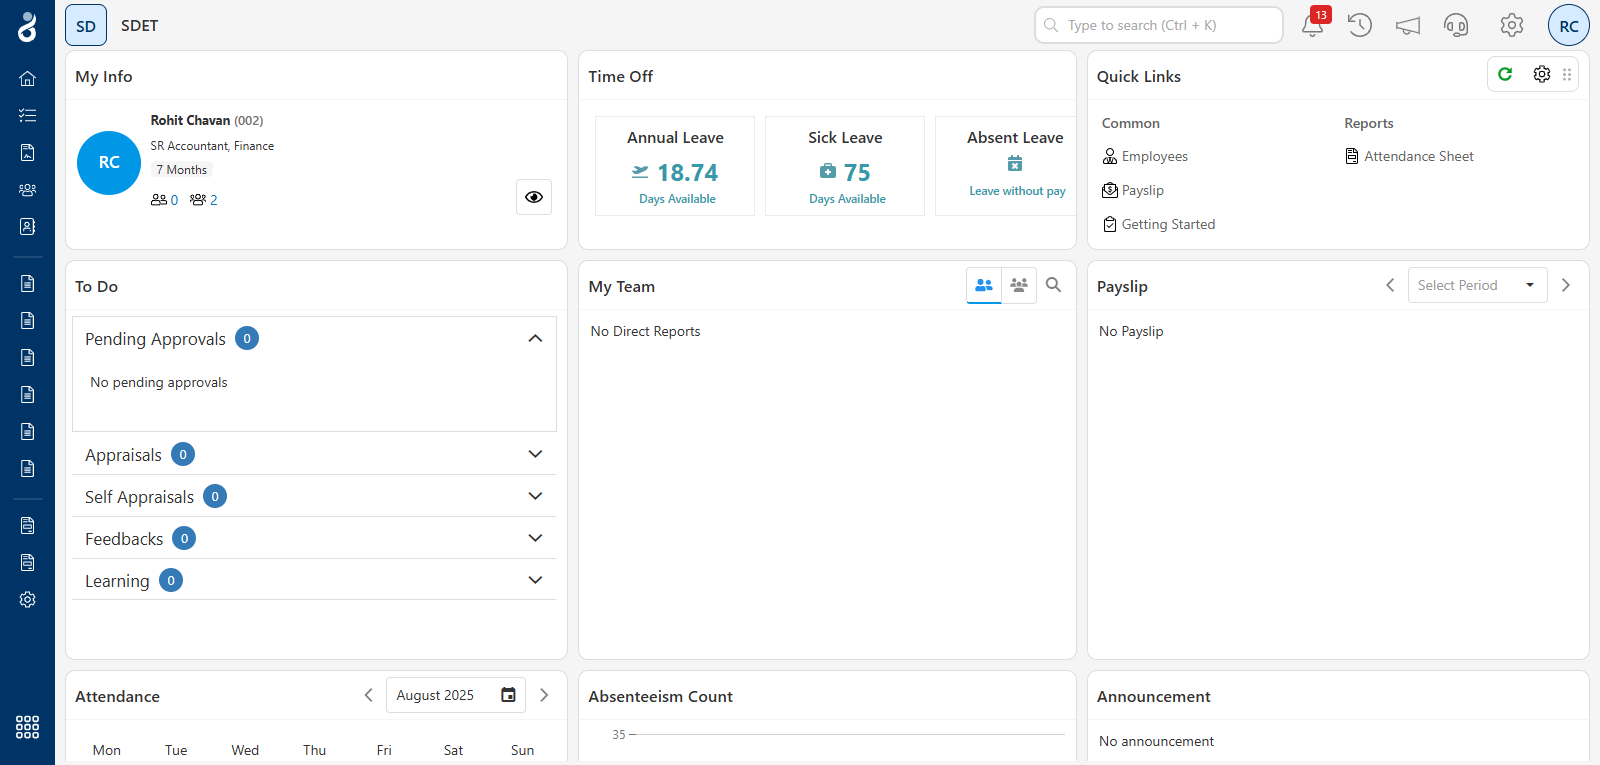 SD
SDET
Type to search (Ctrl + K)
13
RC
My Info
RC
Rohit Chavan (002)
SR Accountant, Finance
7 Months
0
2
Time Off
Annual Leave
18.74
Days Available
Sick Leave
75
Days Available
Absent Leave
Leave without pay
Quick Links
Common
Employees
Payslip
Getting Started
Reports
Attendance Sheet
To Do
Pending Approvals 0
No pending approvals
Appraisals 0
Self Appraisals 0
Feedbacks 0
Learning 0
My Team
No Direct Reports
Payslip
Select Period
No Payslip
Attendance
August 2025
Mon Tue Wed Thu Fri Sat Sun
Absenteeism Count
35
Announcement
No announcement